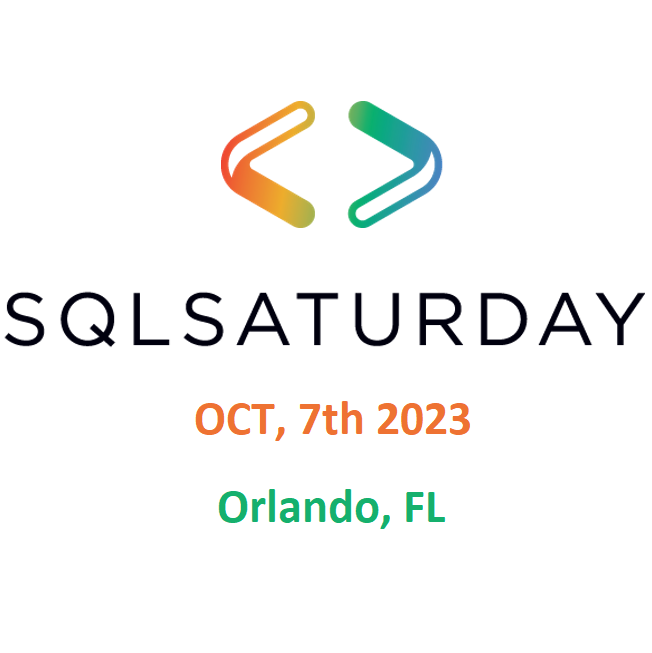 SQLSATURDAY
OCT, 7th 2023
Orlando, FL